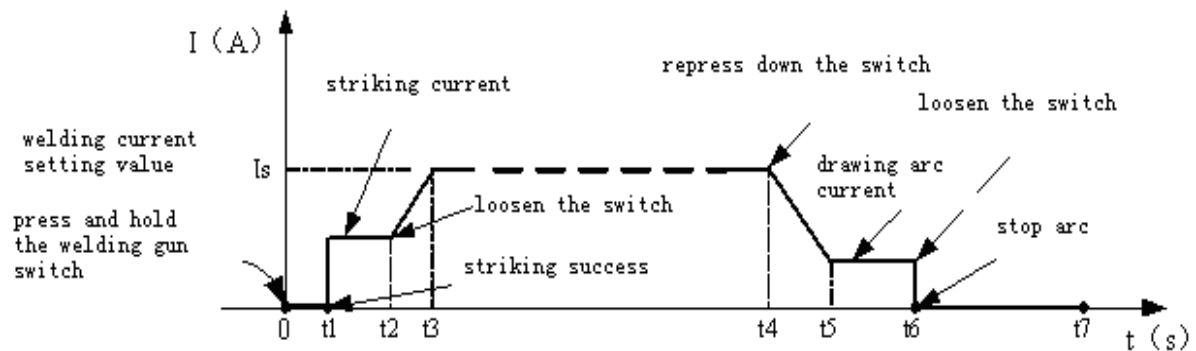 I (A)
striking current
repress down the switch
loosen the switch
welding current
setting value
Is
drawing arc
current
press and hold
the welding gun
switch
loosen the switch
stop arc
striking success
0
t1
t2
t3
t4
t5
t6
t7
t (s)